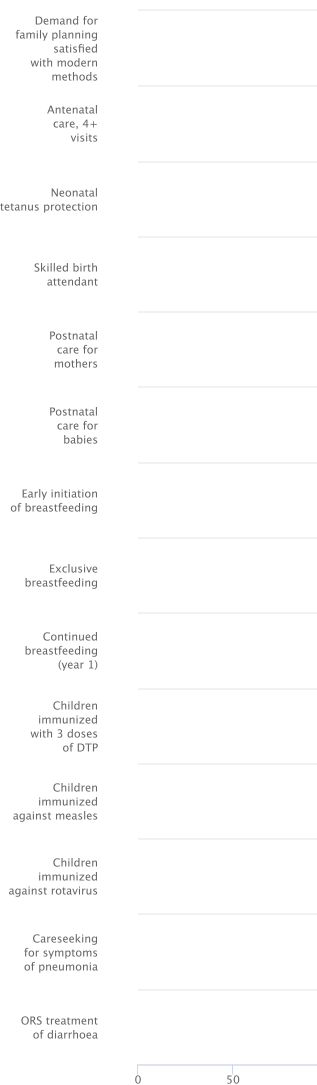 Demand for
family planning
satisfied
with modern
methods
Antenatal
care, 4+
visits
Neonatal
tetanus protection
Skilled birth
attendant
Postnatal
care for
mothers
Postnatal
care for
babies
Early initiation
of breastfeeding
Exclusive
breastfeeding
Continued
breastfeeding
(year 1)
Children
immunized
with 3 doses
of DTP
Children
immunized
against measles
Children
immunized
against rotavirus
Careseeking
for symptoms
of pneumonia
ORS treatment
of diarrhoea
0 50